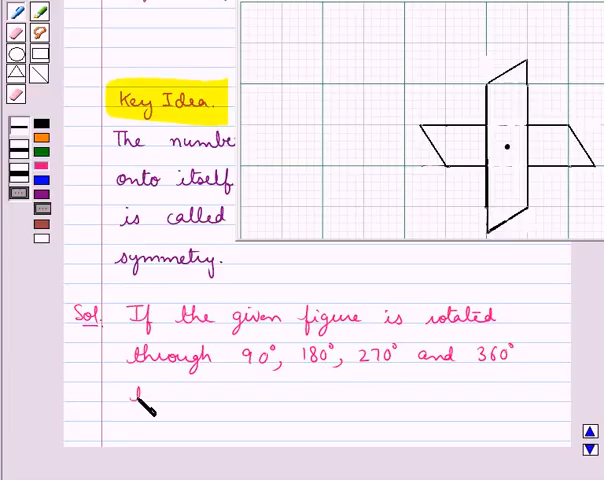 Key Idea.
The numbe
onto itself
is called
symmetry.
Sol. If the given figure is rotated
through 90°, 180°, 270° and 360°